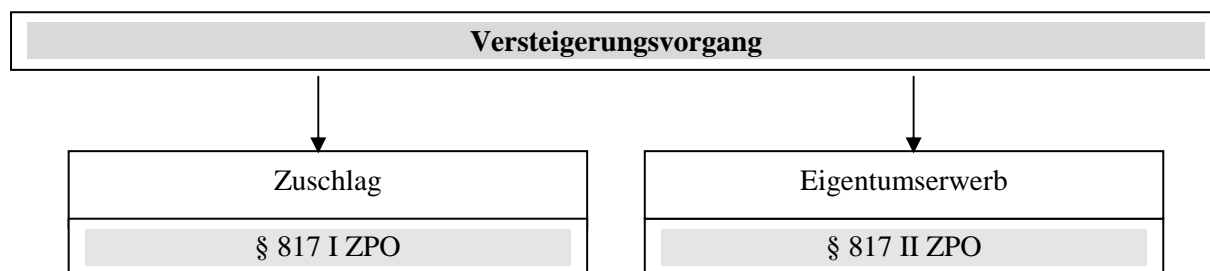 Versteigerungsvorgang
Zuschlag
Eigentumserwerb
§ 817 I ZPO
§ 817 II ZPO